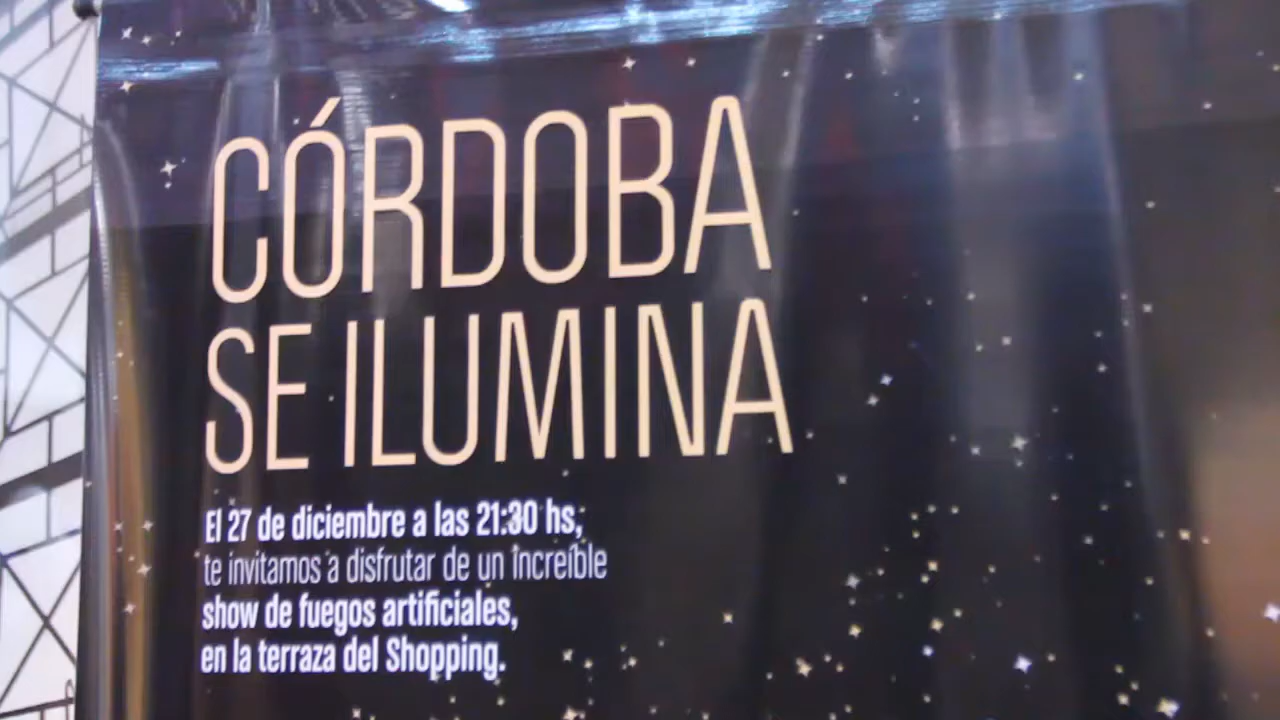 CÓRDOBA
SE ILUMINA
El 27 de diciembre a las 21:30 hs,
te invitamos a disfrutar de un increíble
show de fuegos artificiales,
en la terraza del Shopping.